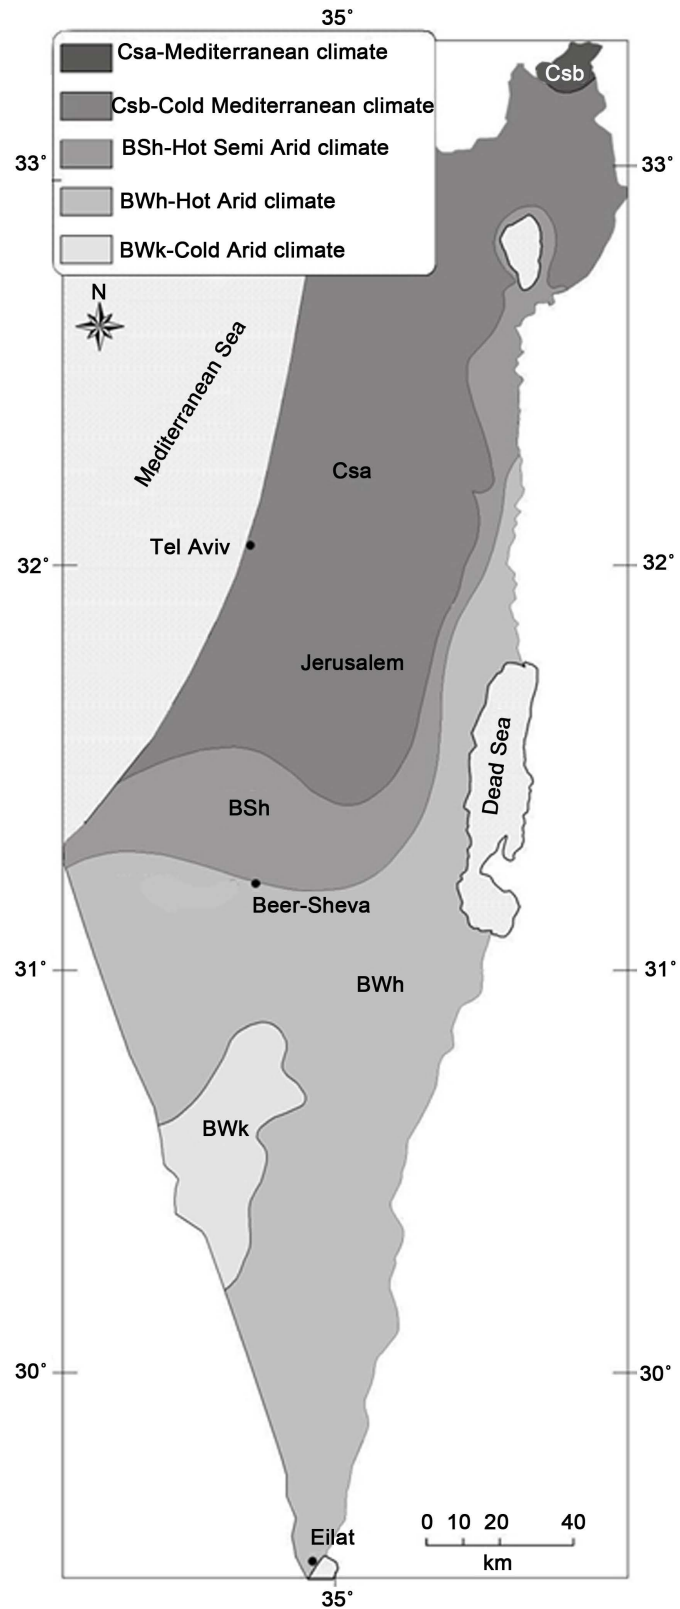 35°
Csa-Mediterranean climate
Csb
Csb-Cold Mediterranean climate
BSh-Hot Semi Arid climate
33°
33°
BWh-Hot Arid climate
BWk-Cold Arid climate
N
Mediterranean Sea
Csa
Tel Aviv
32°
32°
Jerusalem
Dead Sea
BSh
Beer-Sheva
31°
31°
BWh
BWk
30°
30°
0 10 20 40
km
Eilat
35°